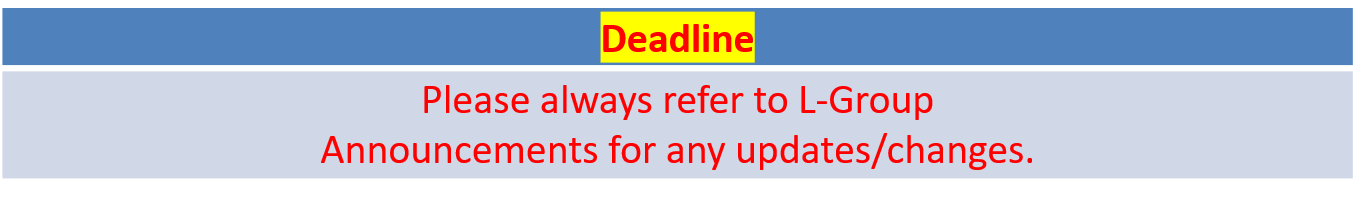 Deadline
Please always refer to L-Group
Announcements for any updates/changes.